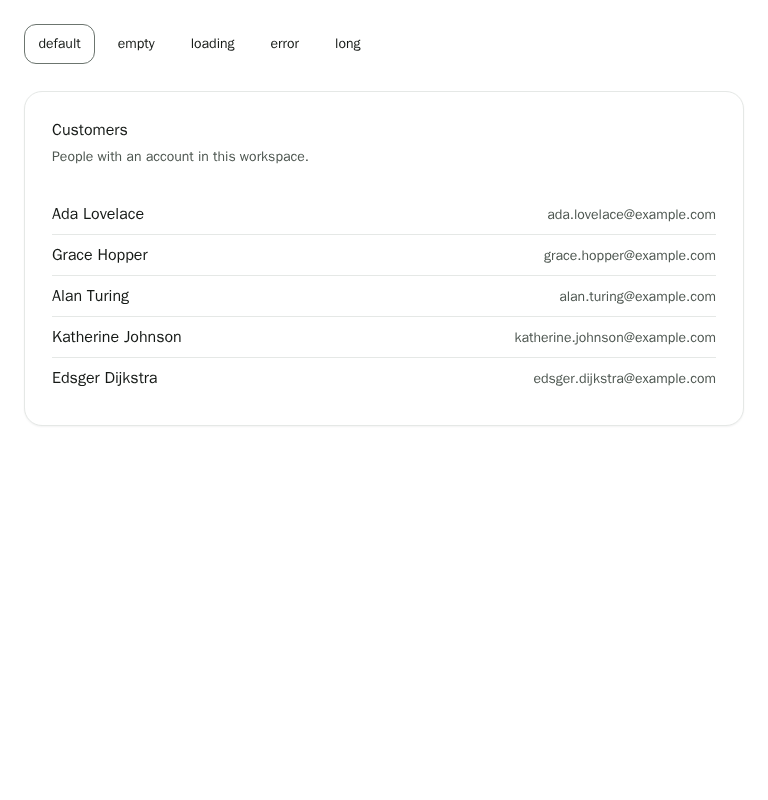 default empty loading error long
Customers
People with an account in this workspace.
Ada Lovelace ada.lovelace@example.com
Grace Hopper grace.hopper@example.com
Alan Turing alan.turing@example.com
Katherine Johnson katherine.johnson@example.com
Edsger Dijkstra edsger.dijkstra@example.com